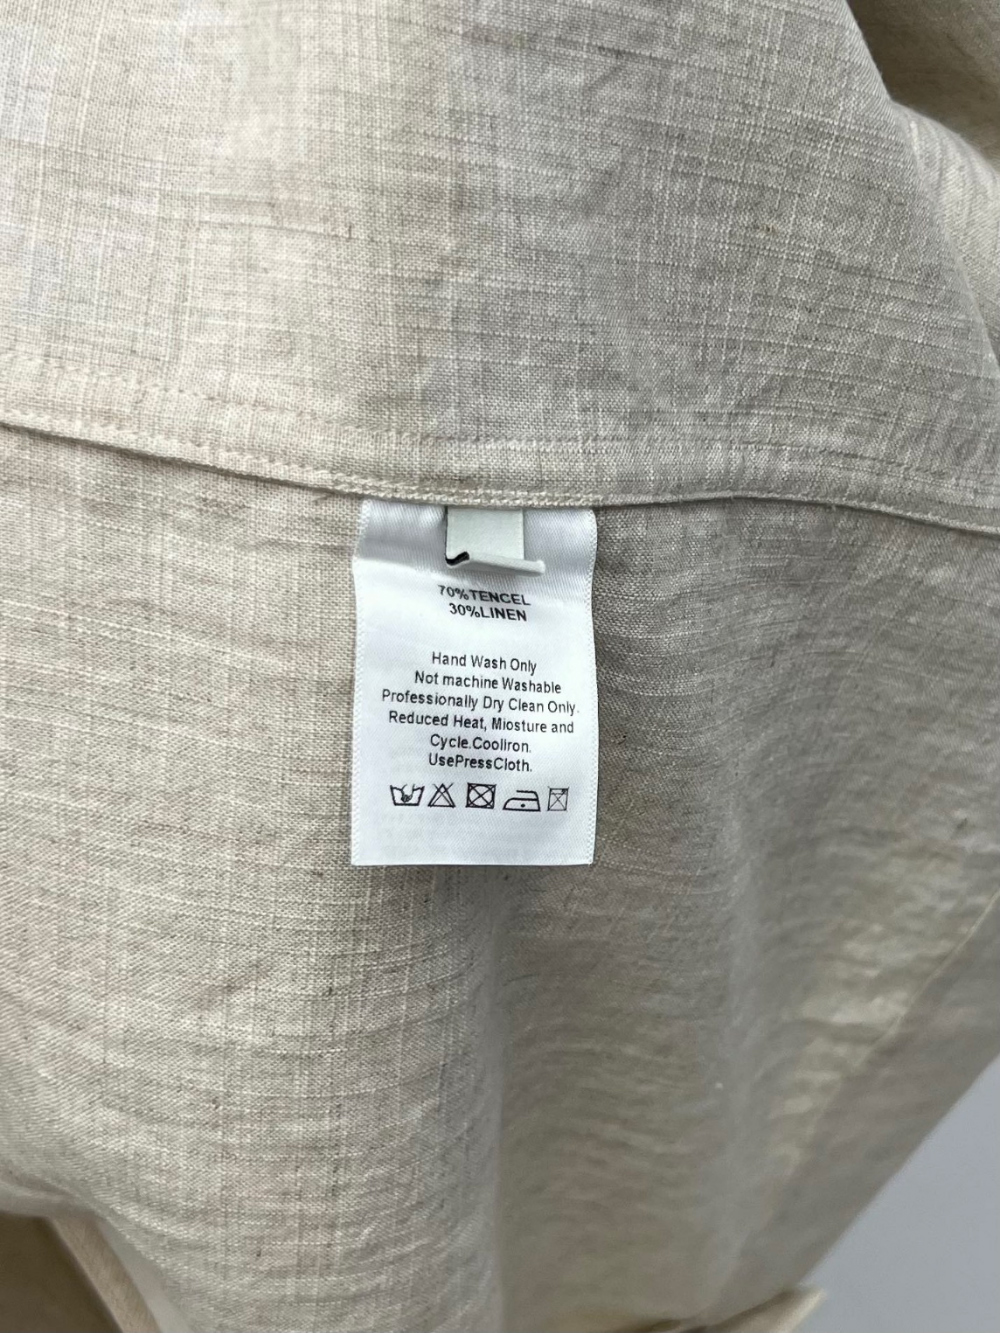 70%TENCEL
30%LINEN
Hand Wash Only
Not machine Washable
Professionally Dry Clean Only.
Reduced Heat, Miosture and
Cycle.CoolIron.
UsePressCloth.